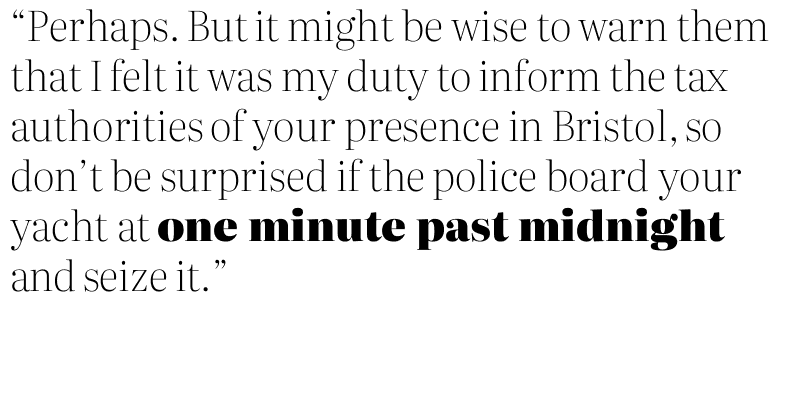 “Perhaps. But it might be wise to warn them
that I felt it was my duty to inform the tax
authorities of your presence in Bristol, so
don’t be surprised if the police board your
yacht at one minute past midnight
and seize it.”